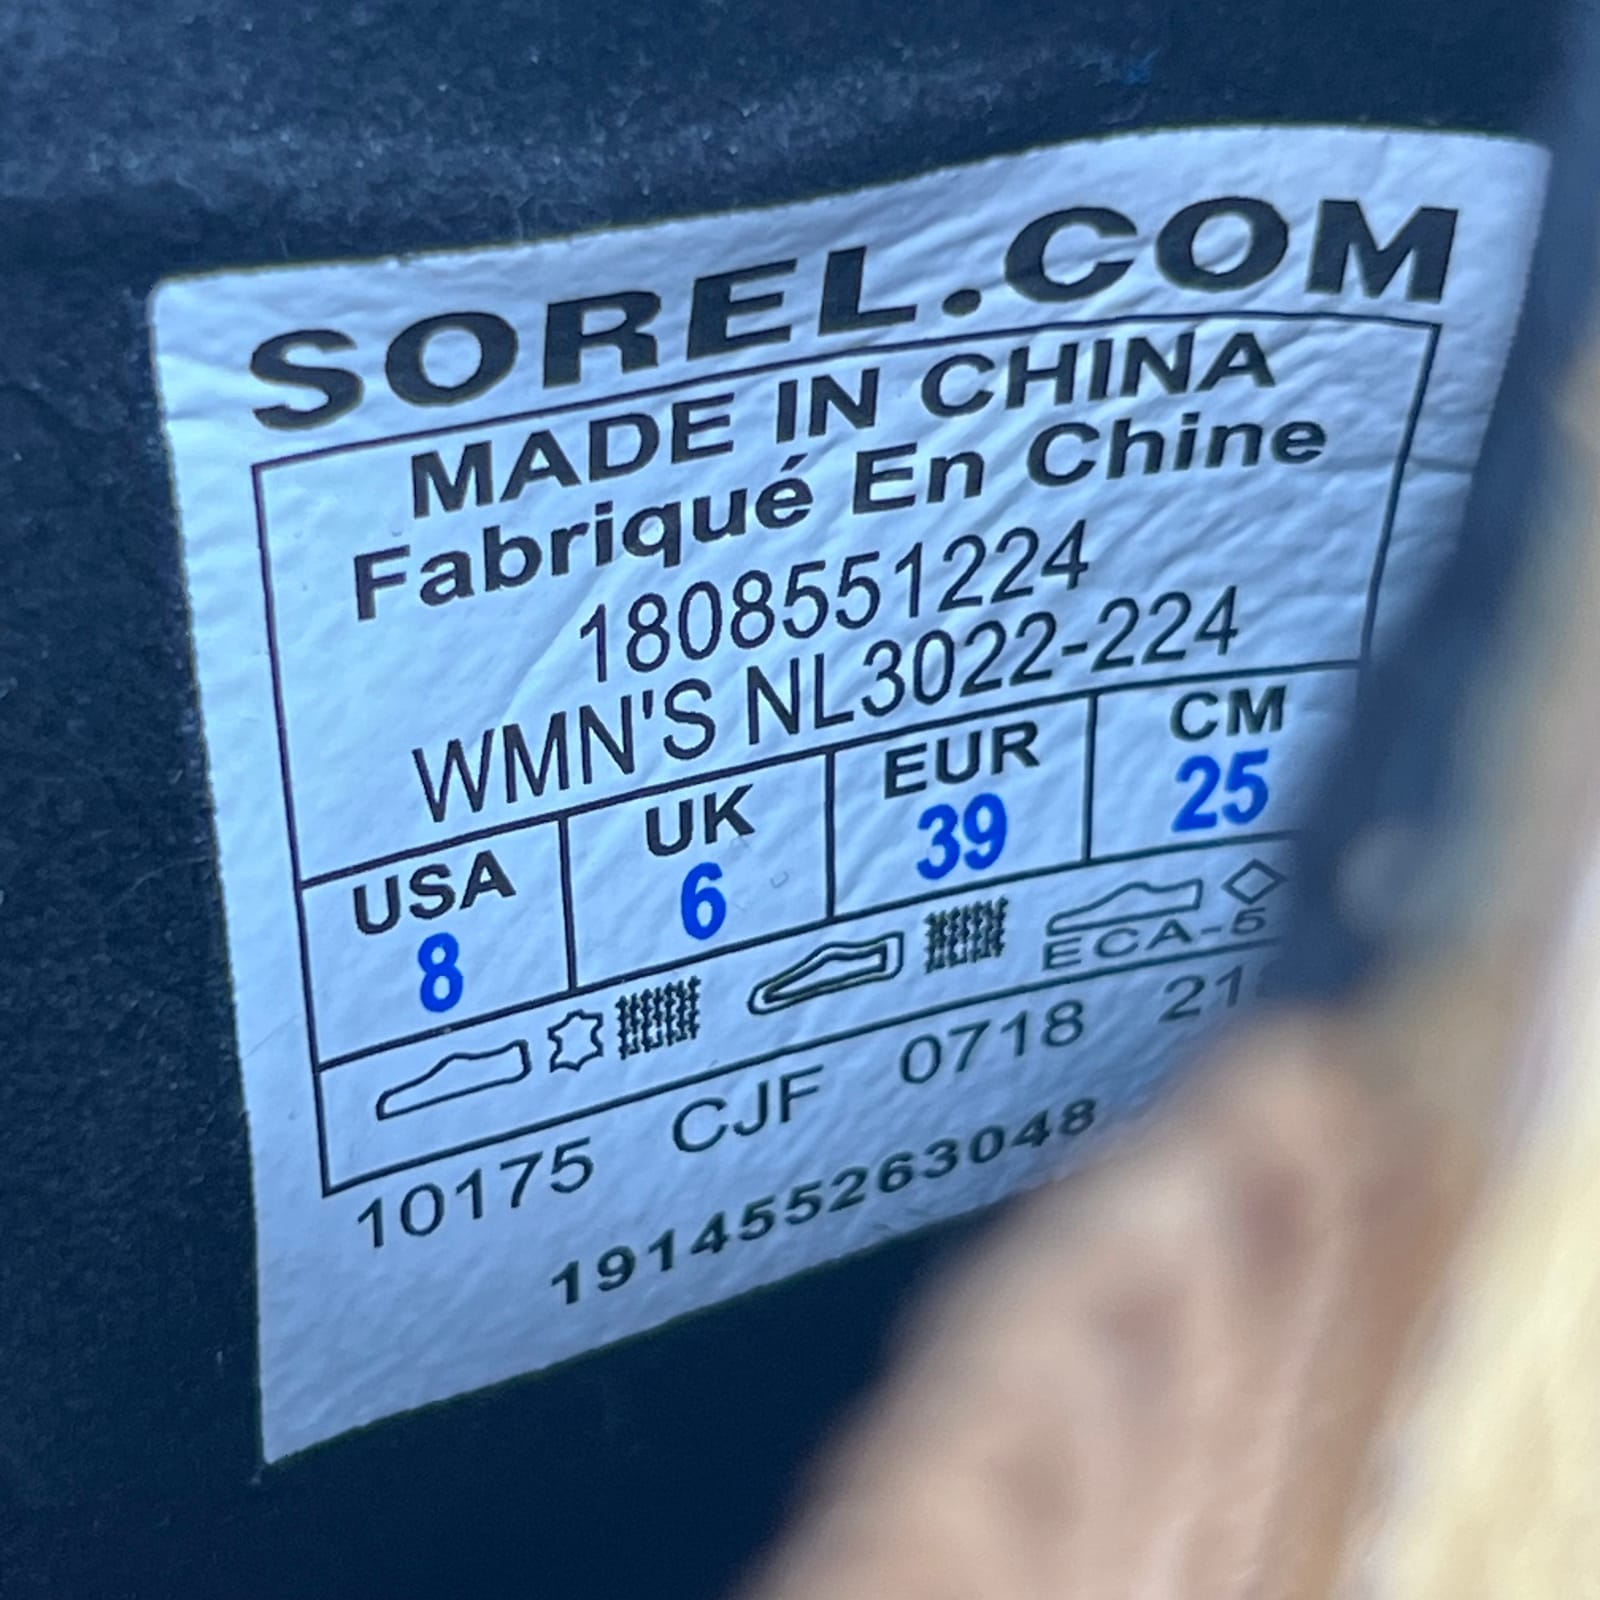 SOREL.COM
MADE IN CHINA
Fabriqué En Chine
1808551224
WMN'S NL3022-224
USA UK EUR CM
8 6 39 25
ECA-5
10175 CJF 0718
191455263048